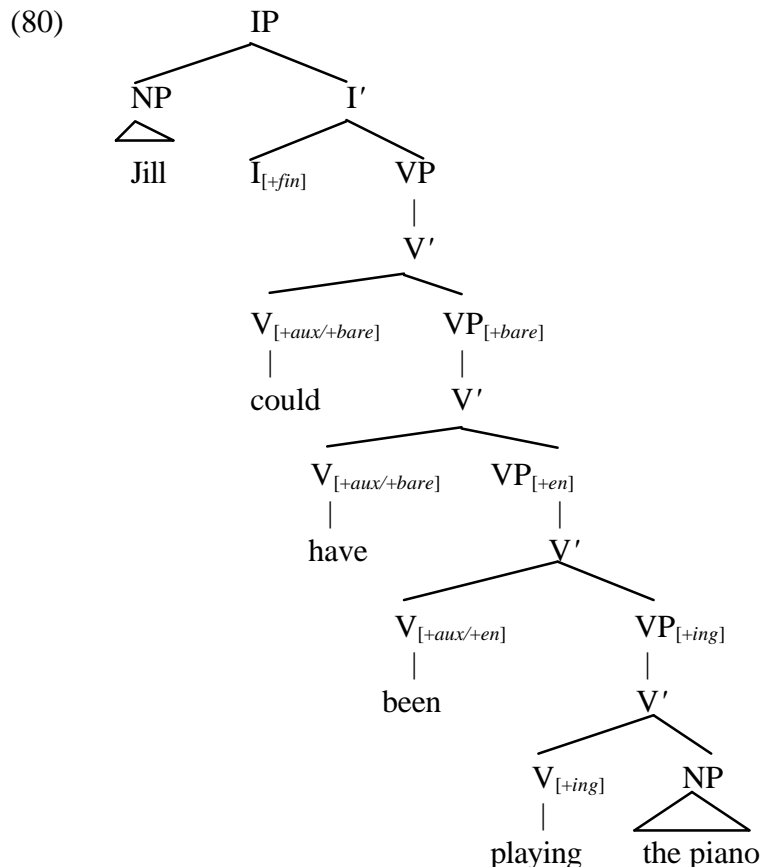 (80) IP
NP I′
Jill I[+fin] VP
V′
V[+aux/+bare] VP[+bare]
could V′
V[+aux/+bare] VP[+en]
have V′
V[+aux/+en] VP[+ing]
been V′
V[+ing] NP
playing the piano